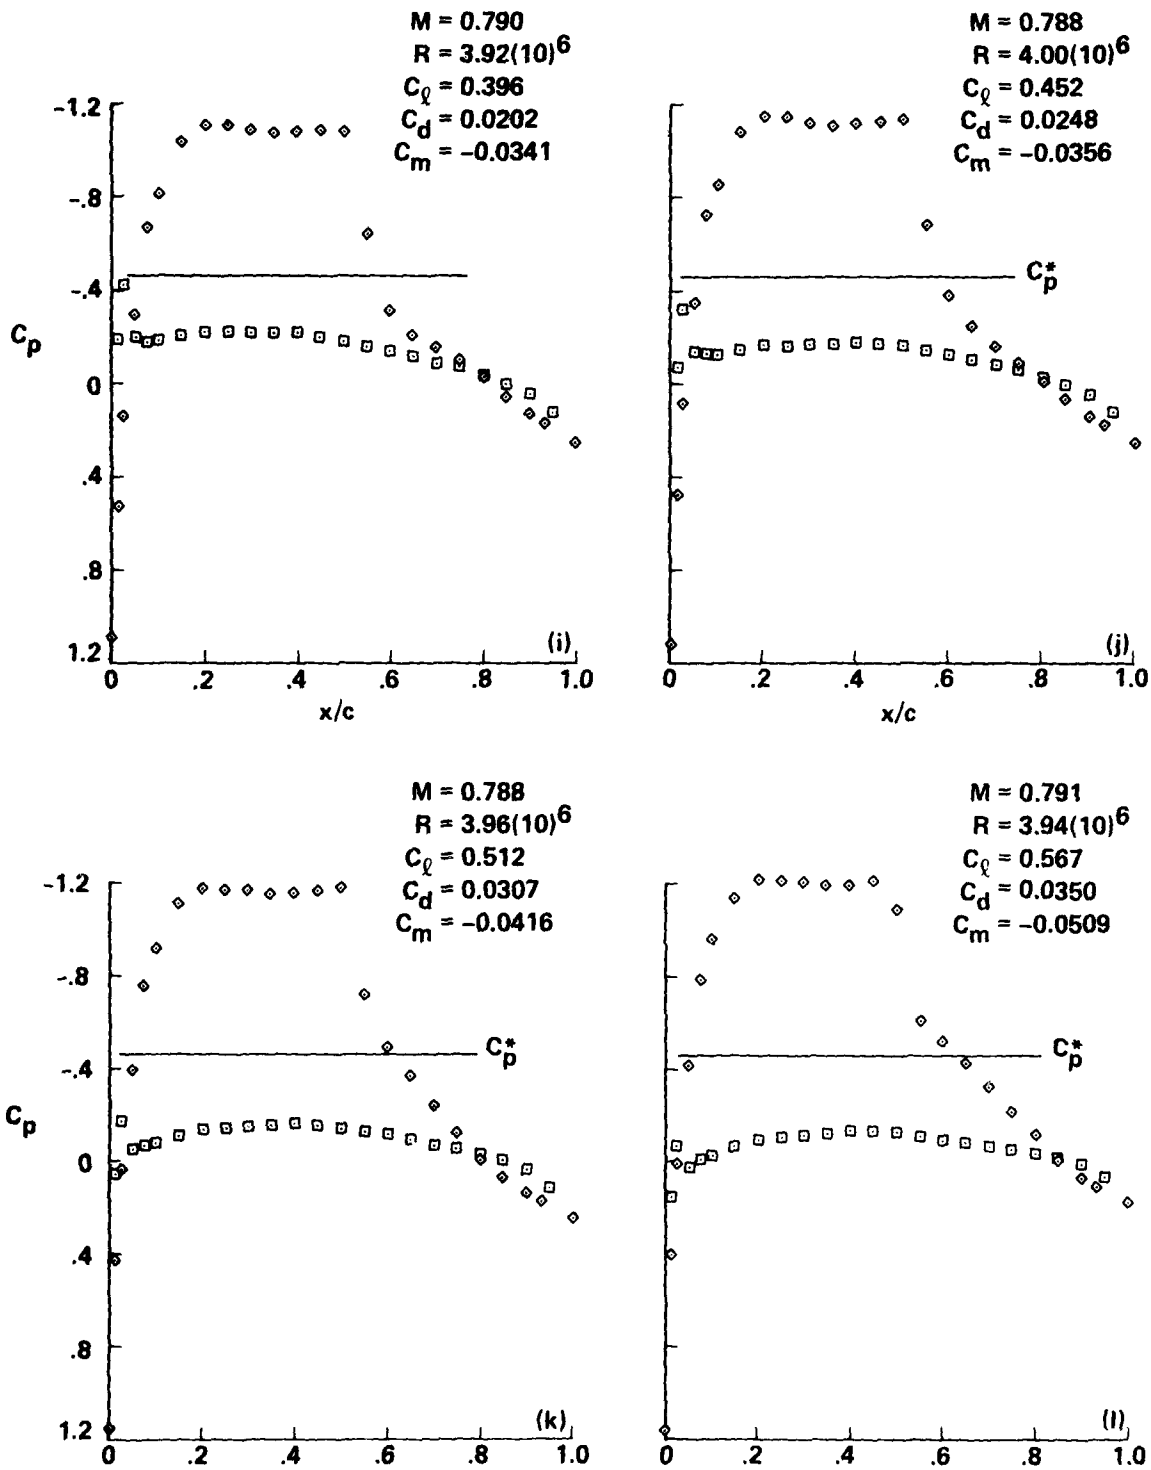 M = 0.790
R = 3.92(10)⁶
Cℓ = 0.396
Cd = 0.0202
Cm = −0.0341
−1.2
−.8
−.4
Cp
0
.4
.8
1.2
(i)
0 .2 .4 .6 .8 1.0
x/c
M = 0.788
R = 4.00(10)⁶
Cℓ = 0.452
Cd = 0.0248
Cm = −0.0356
Cp*
(j)
0 .2 .4 .6 .8 1.0
x/c
M = 0.788
R = 3.96(10)⁶
Cℓ = 0.512
Cd = 0.0307
Cm = −0.0416
−1.2
−.8
Cp*
−.4
Cp
0
.4
.8
1.2
(k)
0 .2 .4 .6 .8 1.0
M = 0.791
R = 3.94(10)⁶
Cℓ = 0.567
Cd = 0.0350
Cm = −0.0509
Cp*
(l)
0 .2 .4 .6 .8 1.0